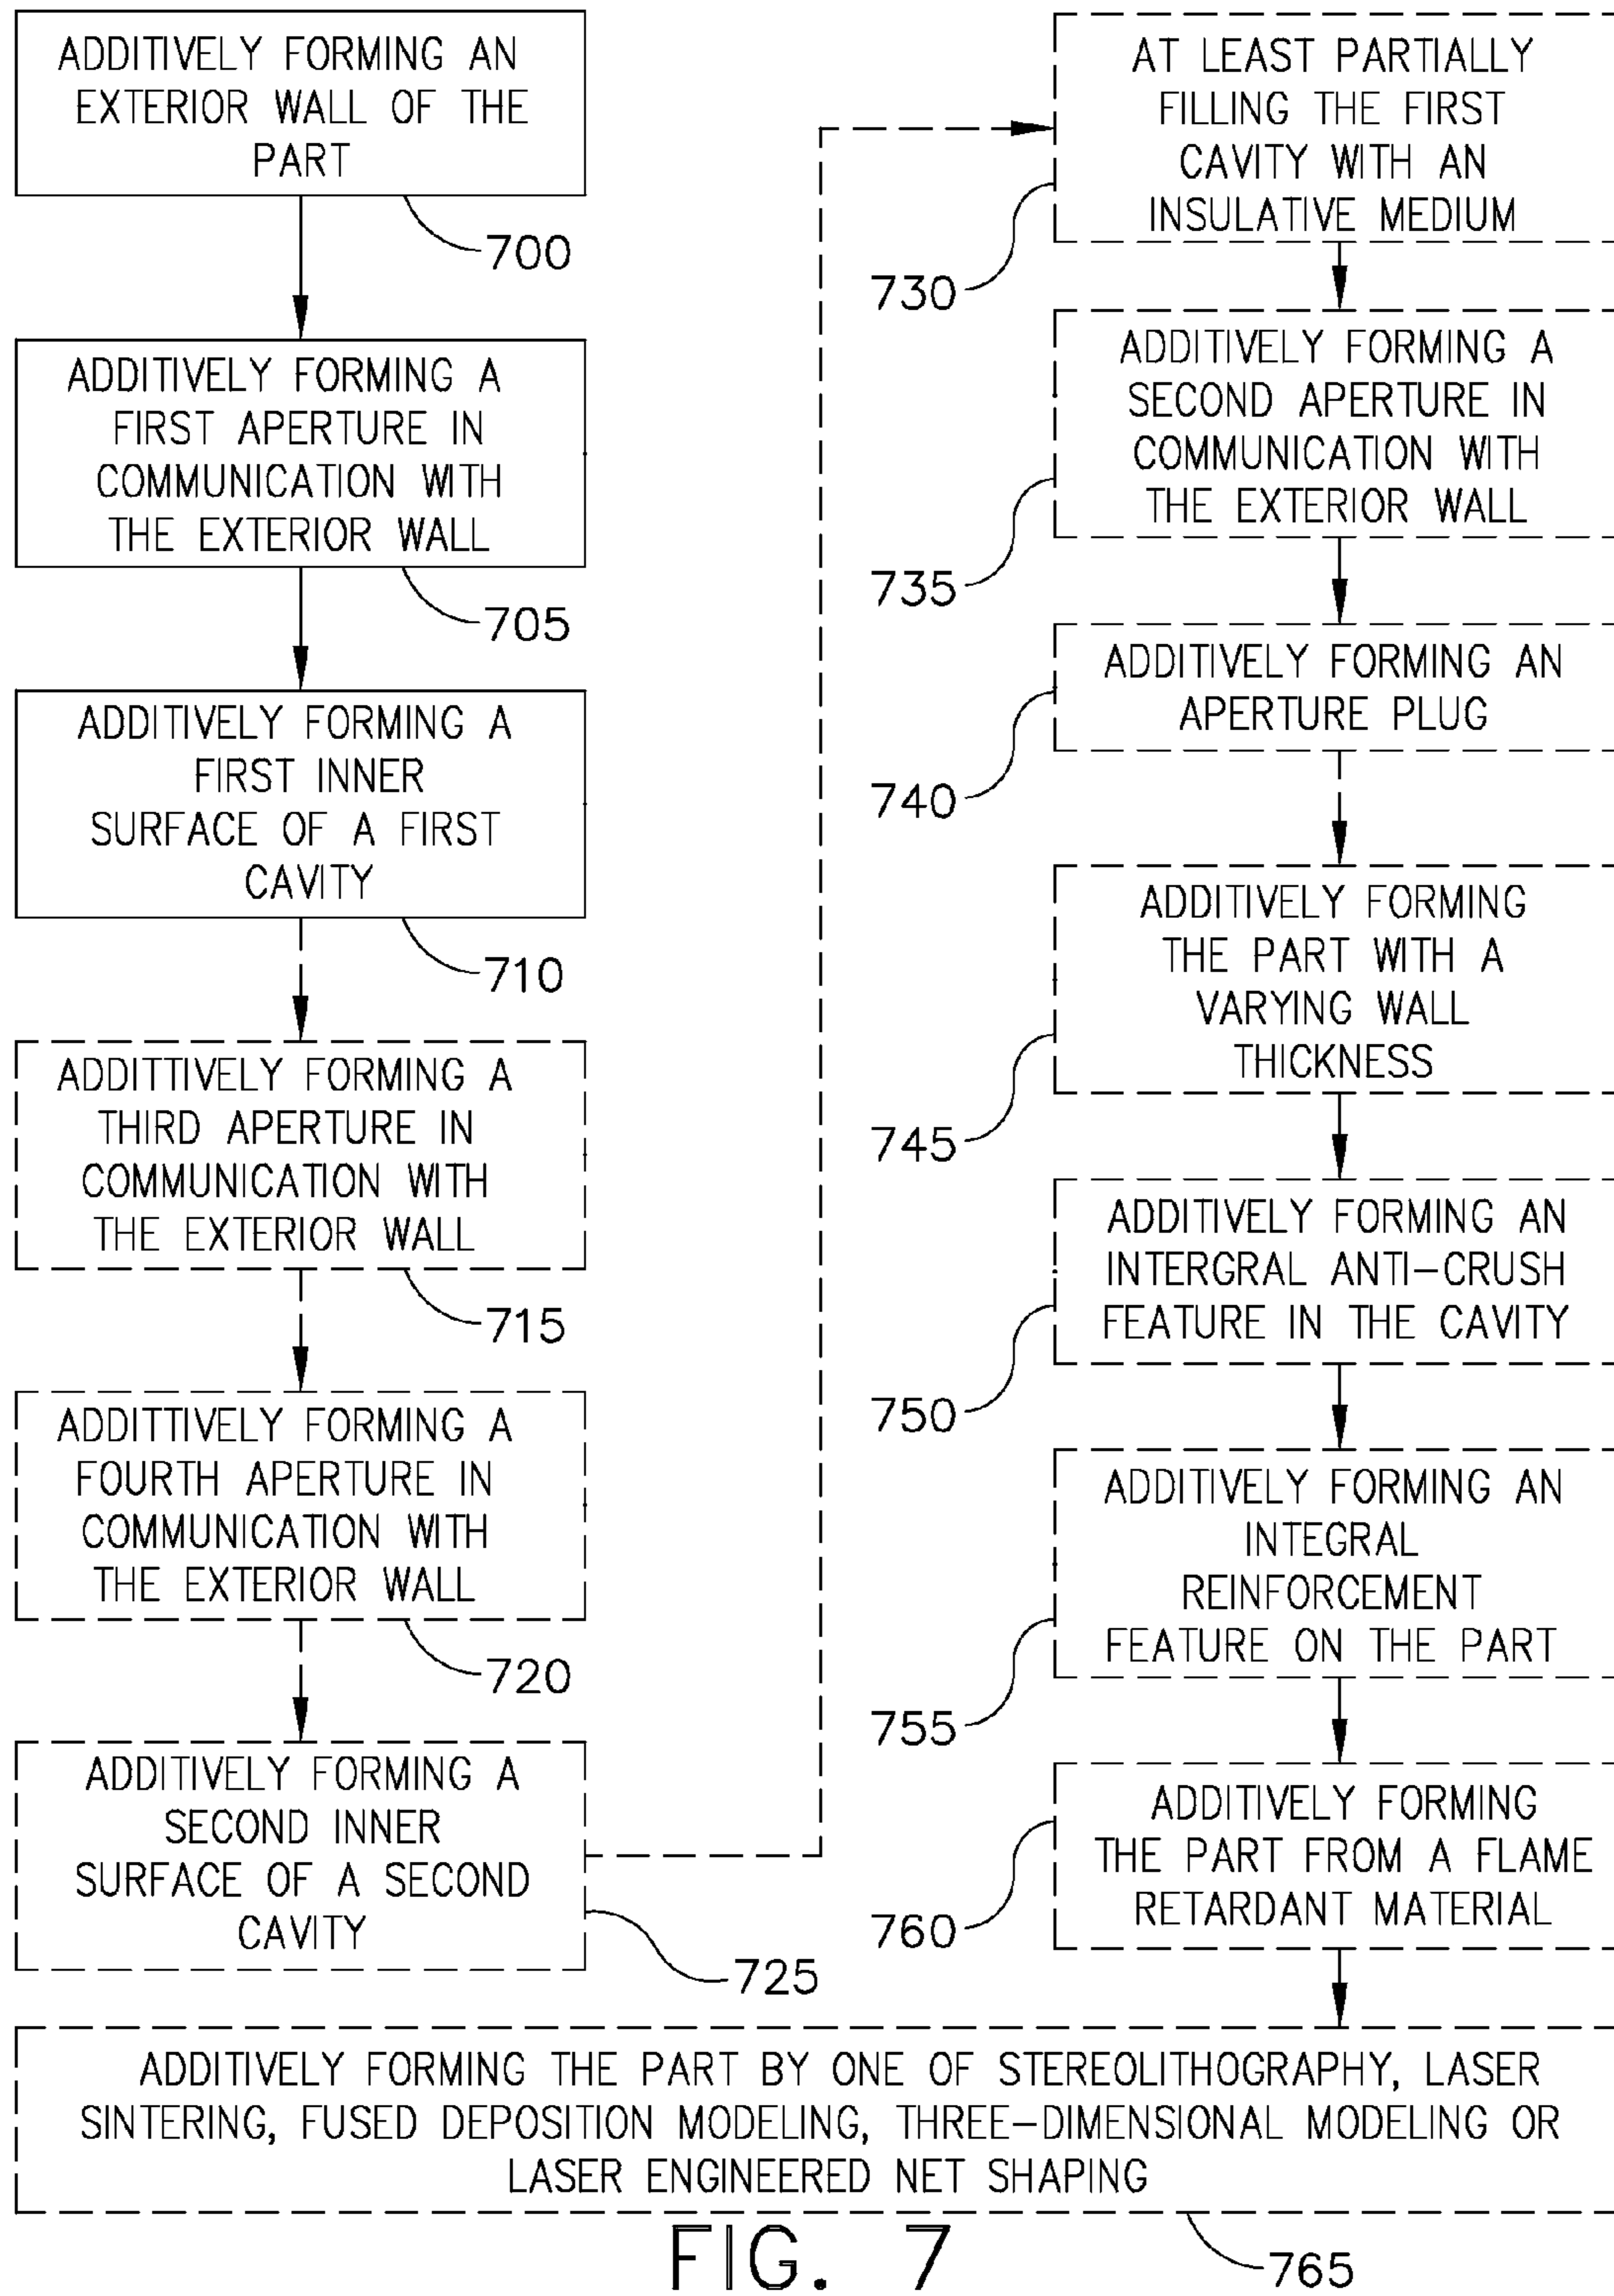 ADDITIVELY FORMING AN
EXTERIOR WALL OF THE
PART
700
ADDITIVELY FORMING A
FIRST APERTURE IN
COMMUNICATION WITH
THE EXTERIOR WALL
705
ADDITIVELY FORMING A
FIRST INNER
SURFACE OF A FIRST
CAVITY
710
ADDITTIVELY FORMING A
THIRD APERTURE IN
COMMUNICATION WITH
THE EXTERIOR WALL
715
ADDITTIVELY FORMING A
FOURTH APERTURE IN
COMMUNICATION WITH
THE EXTERIOR WALL
720
ADDITIVELY FORMING A
SECOND INNER
SURFACE OF A SECOND
CAVITY
725
AT LEAST PARTIALLY
FILLING THE FIRST
CAVITY WITH AN
INSULATIVE MEDIUM
730
ADDITIVELY FORMING A
SECOND APERTURE IN
COMMUNICATION WITH
THE EXTERIOR WALL
735
ADDITIVELY FORMING AN
APERTURE PLUG
740
ADDITIVELY FORMING
THE PART WITH A
VARYING WALL
THICKNESS
745
ADDITIVELY FORMING AN
INTERGRAL ANTI-CRUSH
FEATURE IN THE CAVITY
750
ADDITIVELY FORMING AN
INTEGRAL
REINFORCEMENT
FEATURE ON THE PART
755
ADDITIVELY FORMING
THE PART FROM A FLAME
RETARDANT MATERIAL
760
ADDITIVELY FORMING THE PART BY ONE OF STEREOLITHOGRAPHY, LASER
SINTERING, FUSED DEPOSITION MODELING, THREE-DIMENSIONAL MODELING OR
LASER ENGINEERED NET SHAPING
765
FIG. 7